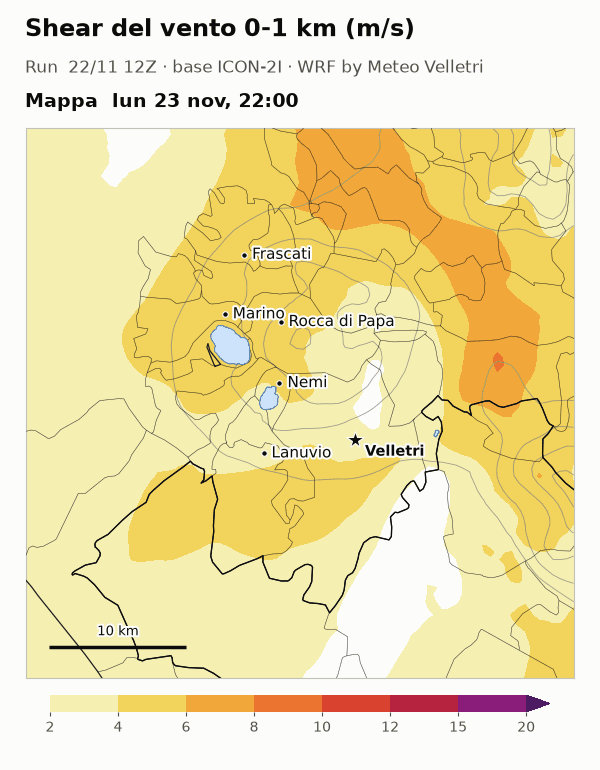 Shear del vento 0-1 km (m/s)
Run  22/11 12Z · base ICON-2I · WRF by Meteo Velletri
Mappa  lun 23 nov, 22:00
Frascati
Marino
Rocca di Papa
Nemi
Velletri
Lanuvio
10 km
2 4 6 8 10 12 15 20